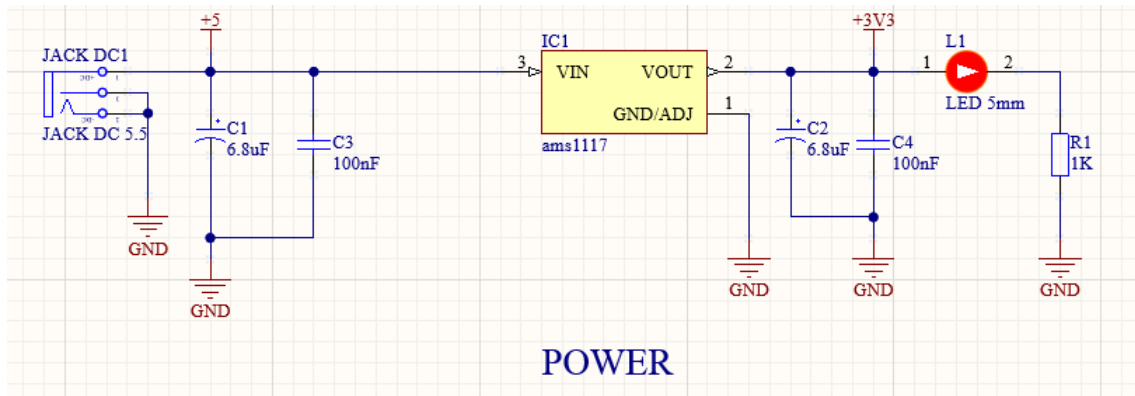 +5
+3V3
JACK DC1
IC1
L1
3
VIN
VOUT
2
1
2
GND/ADJ
1
LED 5mm
JACK DC 5.5
C1
6.8uF
C3
100nF
ams1117
C2
6.8uF
C4
100nF
R1
1K
GND
GND
GND
GND
GND
POWER